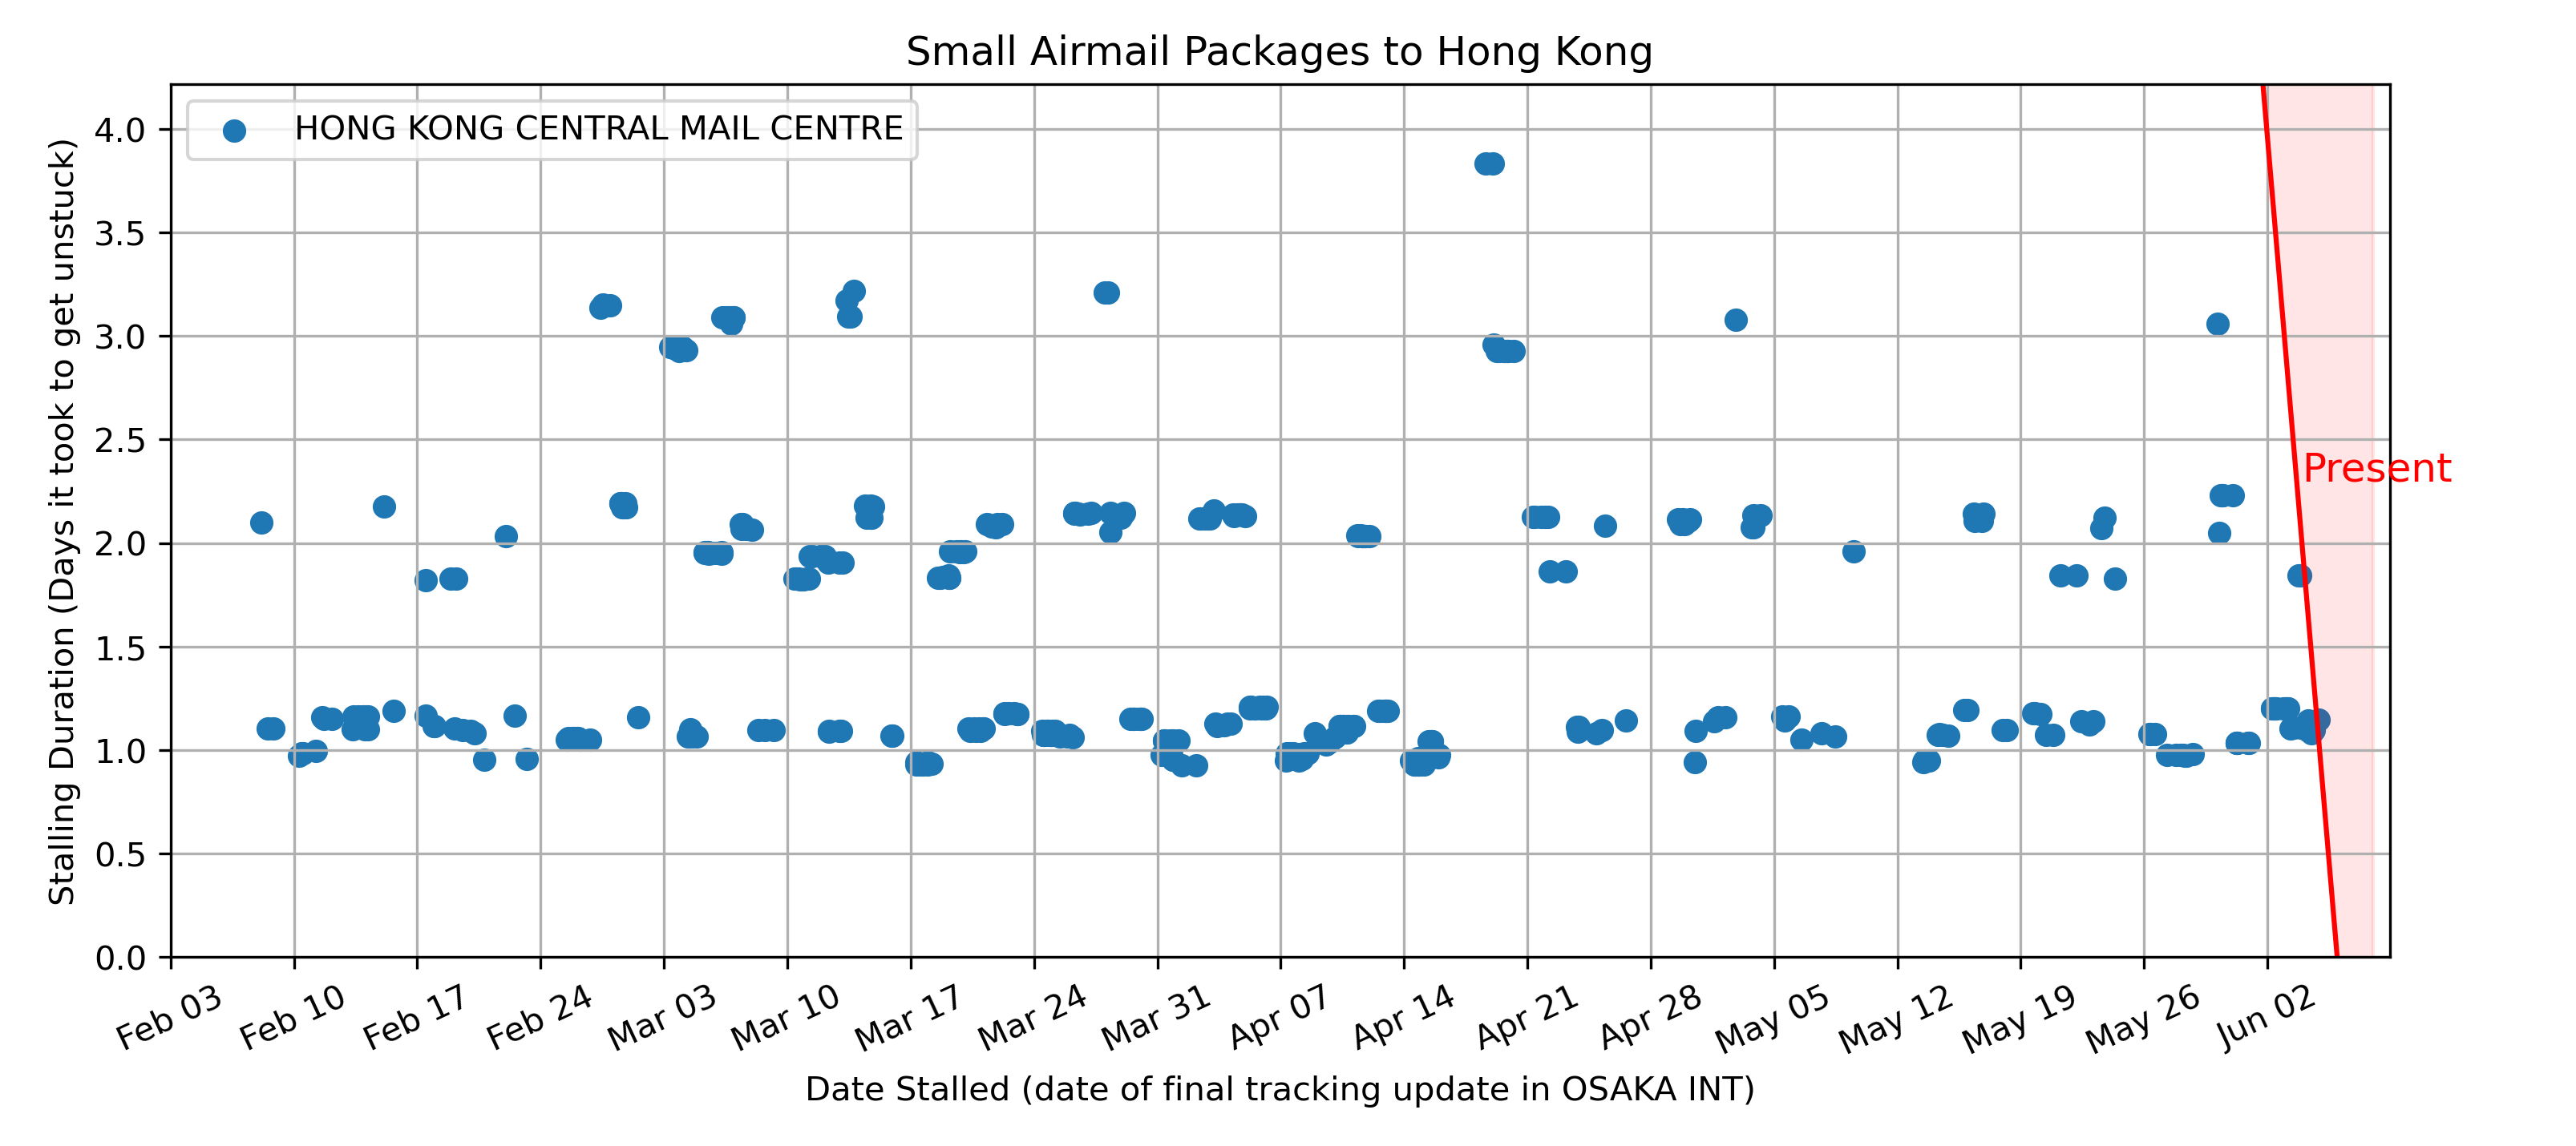 Small Airmail Packages to Hong Kong
HONG KONG CENTRAL MAIL CENTRE
Stalling Duration (Days it took to get unstuck)
4.0
3.5
3.0
2.5
2.0
1.5
1.0
0.5
0.0
Present
Feb 03
Feb 10
Feb 17
Feb 24
Mar 03
Mar 10
Mar 17
Mar 24
Mar 31
Apr 07
Apr 14
Apr 21
Apr 28
May 05
May 12
May 19
May 26
Jun 02
Date Stalled (date of final tracking update in OSAKA INT)